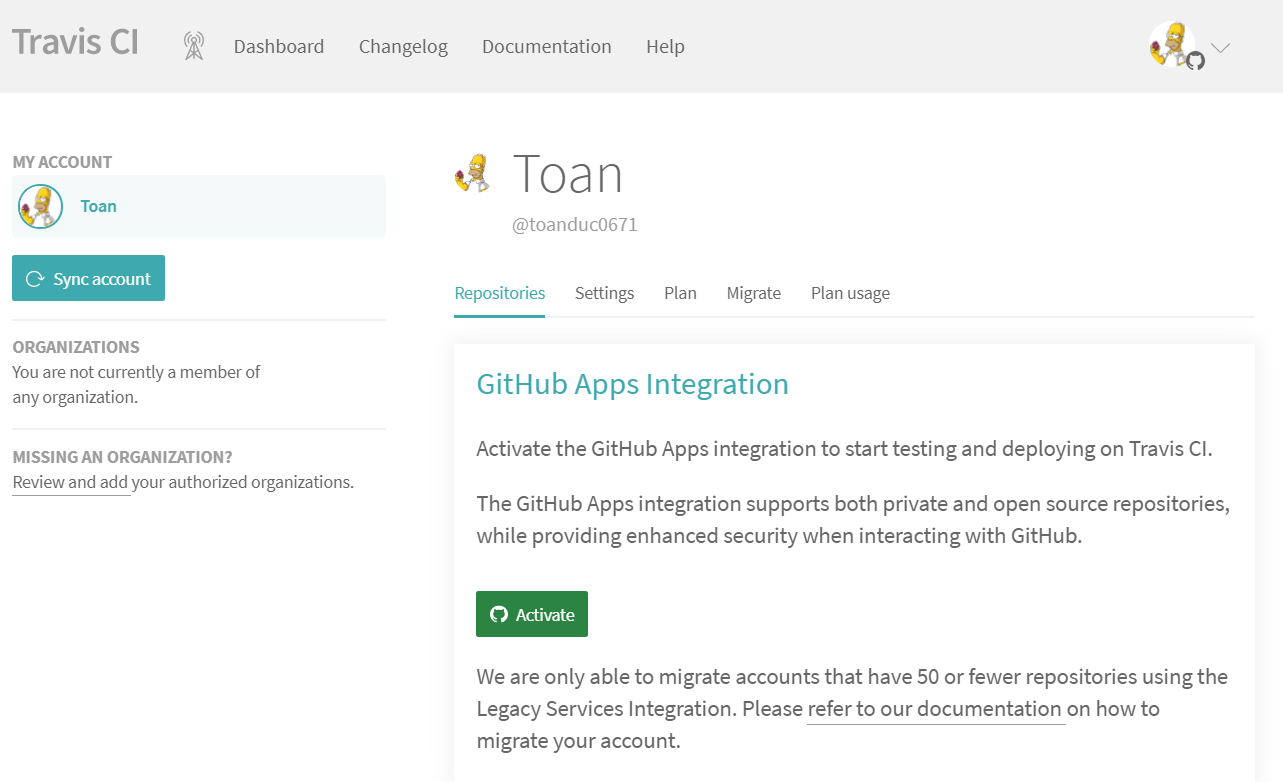 Travis CI
Dashboard
Changelog
Documentation
Help
MY ACCOUNT
Toan
Sync account
ORGANIZATIONS
You are not currently a member of
any organization.
MISSING AN ORGANIZATION?
Review and add your authorized organizations.
Toan
@toanduc0671
Repositories
Settings
Plan
Migrate
Plan usage
GitHub Apps Integration
Activate the GitHub Apps integration to start testing and deploying on Travis CI.
The GitHub Apps integration supports both private and open source repositories,
while providing enhanced security when interacting with GitHub.
Activate
We are only able to migrate accounts that have 50 or fewer repositories using the
Legacy Services Integration. Please refer to our documentation on how to
migrate your account.